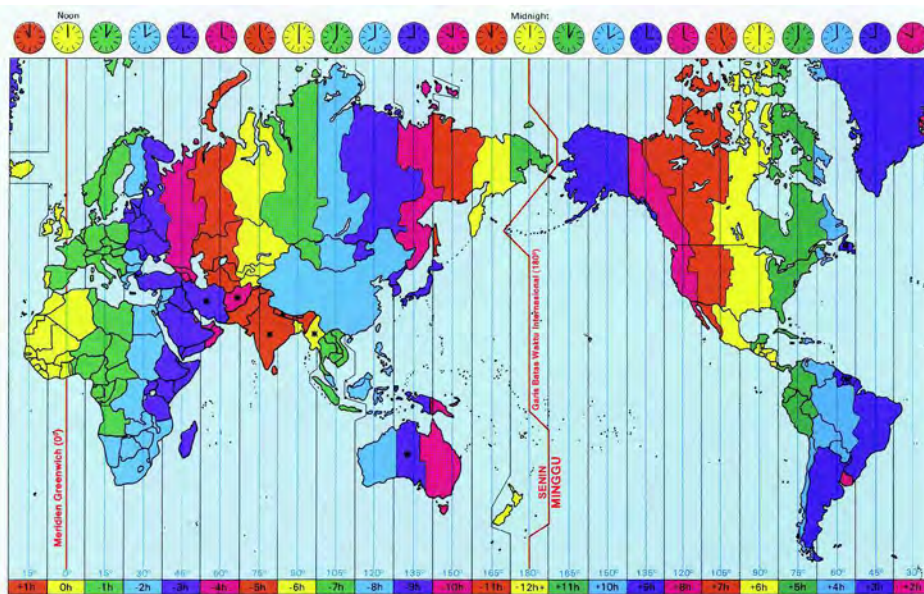 Noon
Midnight
Meridien Greenwich (0°)
Garis Batas Waktu Internasional (180°)
SENIN
MINGGU
15° 0° 15° 30° 45° 60° 75° 90° 105° 120° 135° 150° 165° 180° 165° 150° 135° 120° 105° 90° 75° 60° 45° 30°
+1h 0h -1h -2h -3h -4h -5h -6h -7h -8h -9h -10h -11h -12h+ +11h +10h +9h +8h +7h +6h +5h +4h +3h +2h